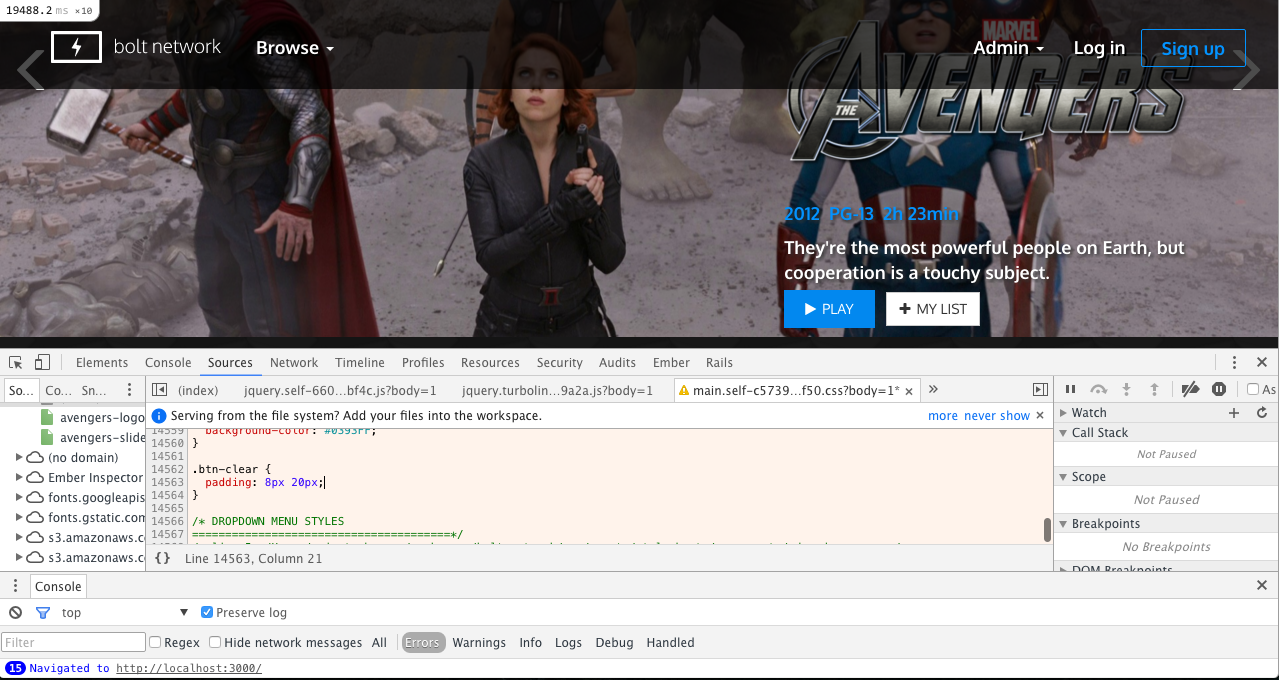 19488.2 ms ×10
bolt network
Browse
Admin
Log in
Sign up
MARVEL
THE AVENGERS
2012 PG-13 2h 23min
They're the most powerful people on Earth, but
cooperation is a touchy subject.
PLAY
MY LIST
Elements Console Sources Network Timeline Profiles Resources Security Audits Ember Rails
So... Co... Sn...
(index) jquery.self-660...bf4c.js?body=1 jquery.turbolin...9a2a.js?body=1 main.self-c5739...f50.css?body=1* ×
As
avengers-logo
avengers-slide
(no domain)
Ember Inspector
fonts.googleapis
fonts.gstatic.com
s3.amazonaws.co
s3.amazonaws.co
Serving from the file system? Add your files into the workspace. more never show ×
14559 background-color: #0393FF;
14560 }
14561
14562 .btn-clear {
14563 padding: 8px 20px;
14564 }
14565
14566 /* DROPDOWN MENU STYLES
14567 =======================================*/
{} Line 14563, Column 21
Watch
Call Stack
Not Paused
Scope
Not Paused
Breakpoints
No Breakpoints
DOM Breakpoints
Console
top
Preserve log
Filter
Regex
Hide network messages
All Errors Warnings Info Logs Debug Handled
15 Navigated to http://localhost:3000/